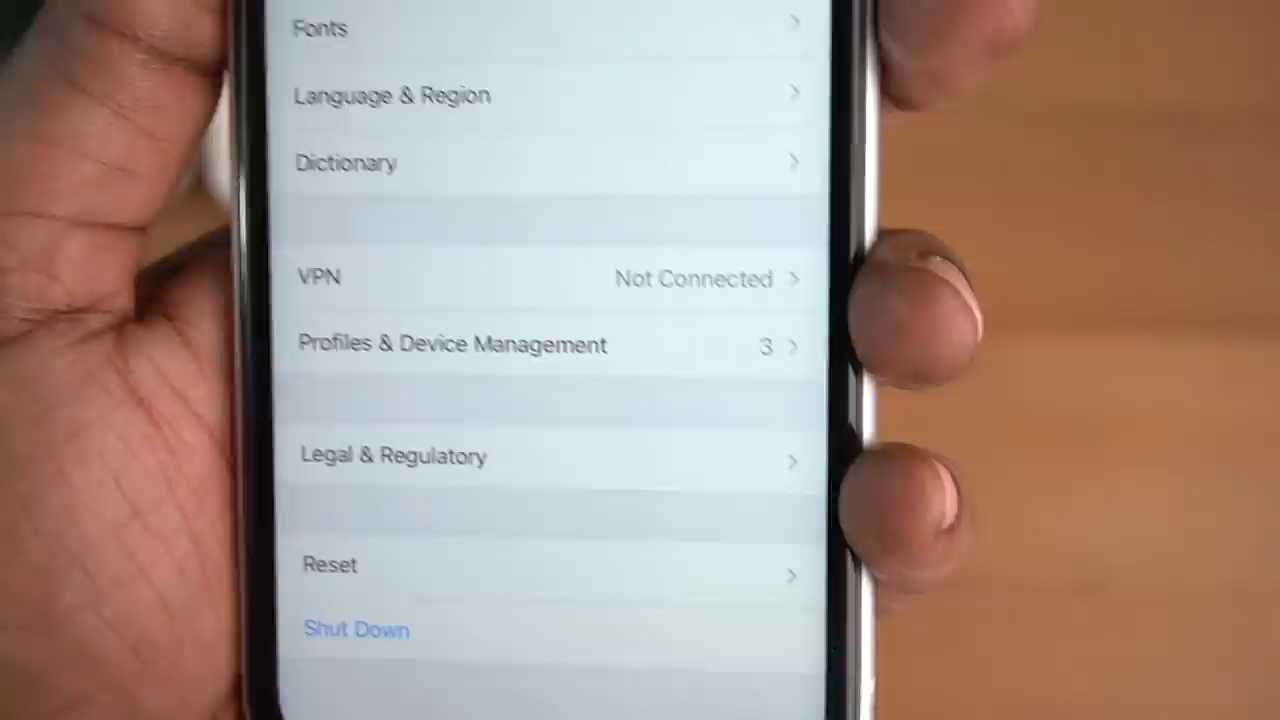 Fonts
Language & Region
Dictionary
VPN Not Connected
Profiles & Device Management 3
Legal & Regulatory
Reset
Shut Down